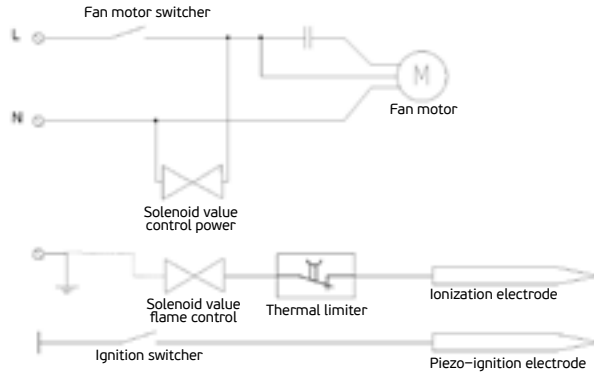 Fan motor switcher
L
M
Fan motor
N
Solenoid value
control power
Solenoid value
flame control
Thermal limiter
Ionization electrode
Ignition switcher
Piezo-ignition electrode